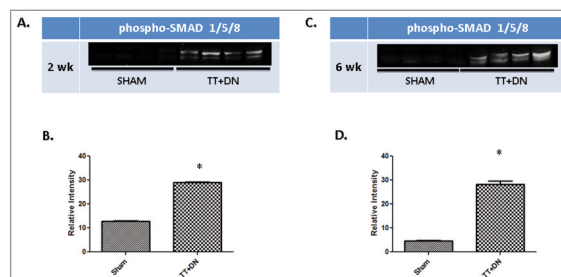 A.
phospho-SMAD 1/5/8
2 wk
SHAM
TT+DN
C.
phospho-SMAD 1/5/8
6 wk
SHAM
TT+DN
B.
Relative Intensity
40
30
20
10
0
*
Sham
TT+DN
D.
Relative Intensity
40
30
20
10
0
*
Sham
TT+DN